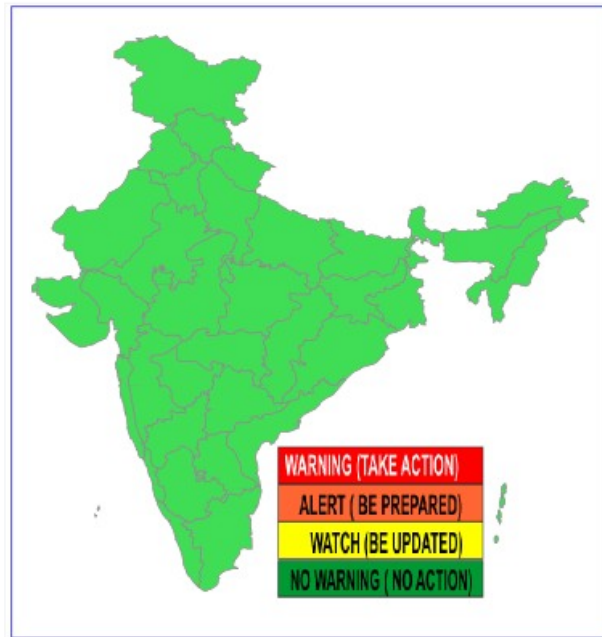 WARNING (TAKE ACTION)
ALERT ( BE PREPARED)
WATCH (BE UPDATED)
NO WARNING ( NO ACTION)